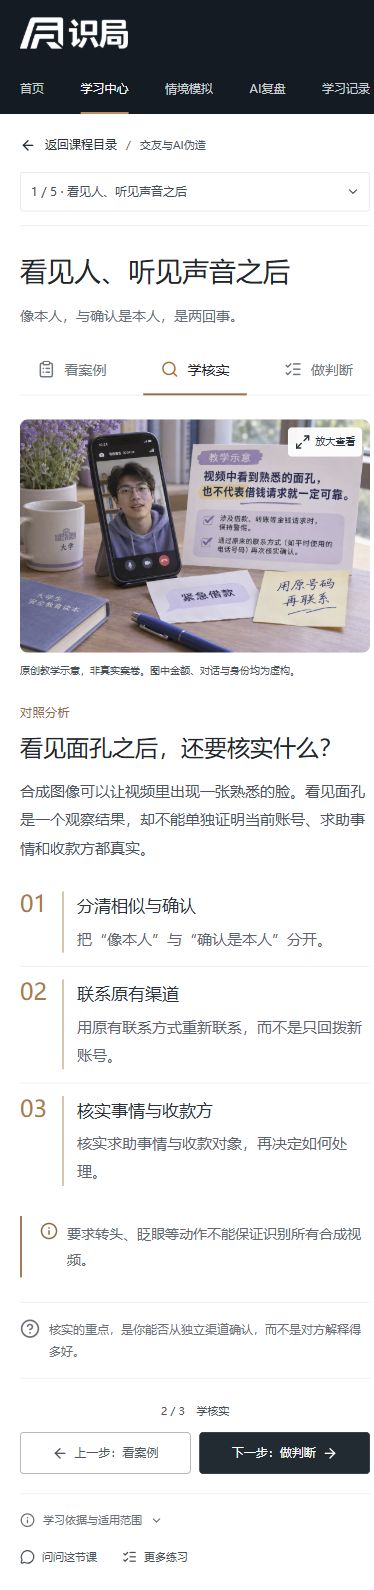 识局
首页 学习中心 情境模拟 AI复盘 学习记录
← 返回课程目录 / 交友与AI伪造
1 / 5 · 看见人、听见声音之后
看见人、听见声音之后
像本人，与确认是本人，是两回事。
看案例 学核实 做判断
放大查看
教学示意
视频中看到熟悉的面孔，
也不代表借钱请求就一定可靠。
涉及借款、转账等金钱请求时，
保持警惕。
通过原来的联系方式（如平时使用的
电话号码）再次核实确认。
大学
大学生
安全教育读本
紧急借款
用原号码
再联系
原创教学示意，非真实案卷。图中金额、对话与身份均为虚构。
对照分析
看见面孔之后，还要核实什么？
合成图像可以让视频里出现一张熟悉的脸。看见面孔
是一个观察结果，却不能单独证明当前账号、求助事
情和收款方都真实。
01 分清相似与确认
把“像本人”与“确认是本人”分开。
02 联系原有渠道
用原有联系方式重新联系，而不是只回拨新
账号。
03 核实事情与收款方
核实求助事情与收款对象，再决定如何处
理。
要求转头、眨眼等动作不能保证识别所有合成视
频。
核实的重点，是你能否从独立渠道确认，而不是对方解释得
多好。
2 / 3 学核实
← 上一步：看案例 下一步：做判断 →
学习依据与适用范围
问问这节课 更多练习